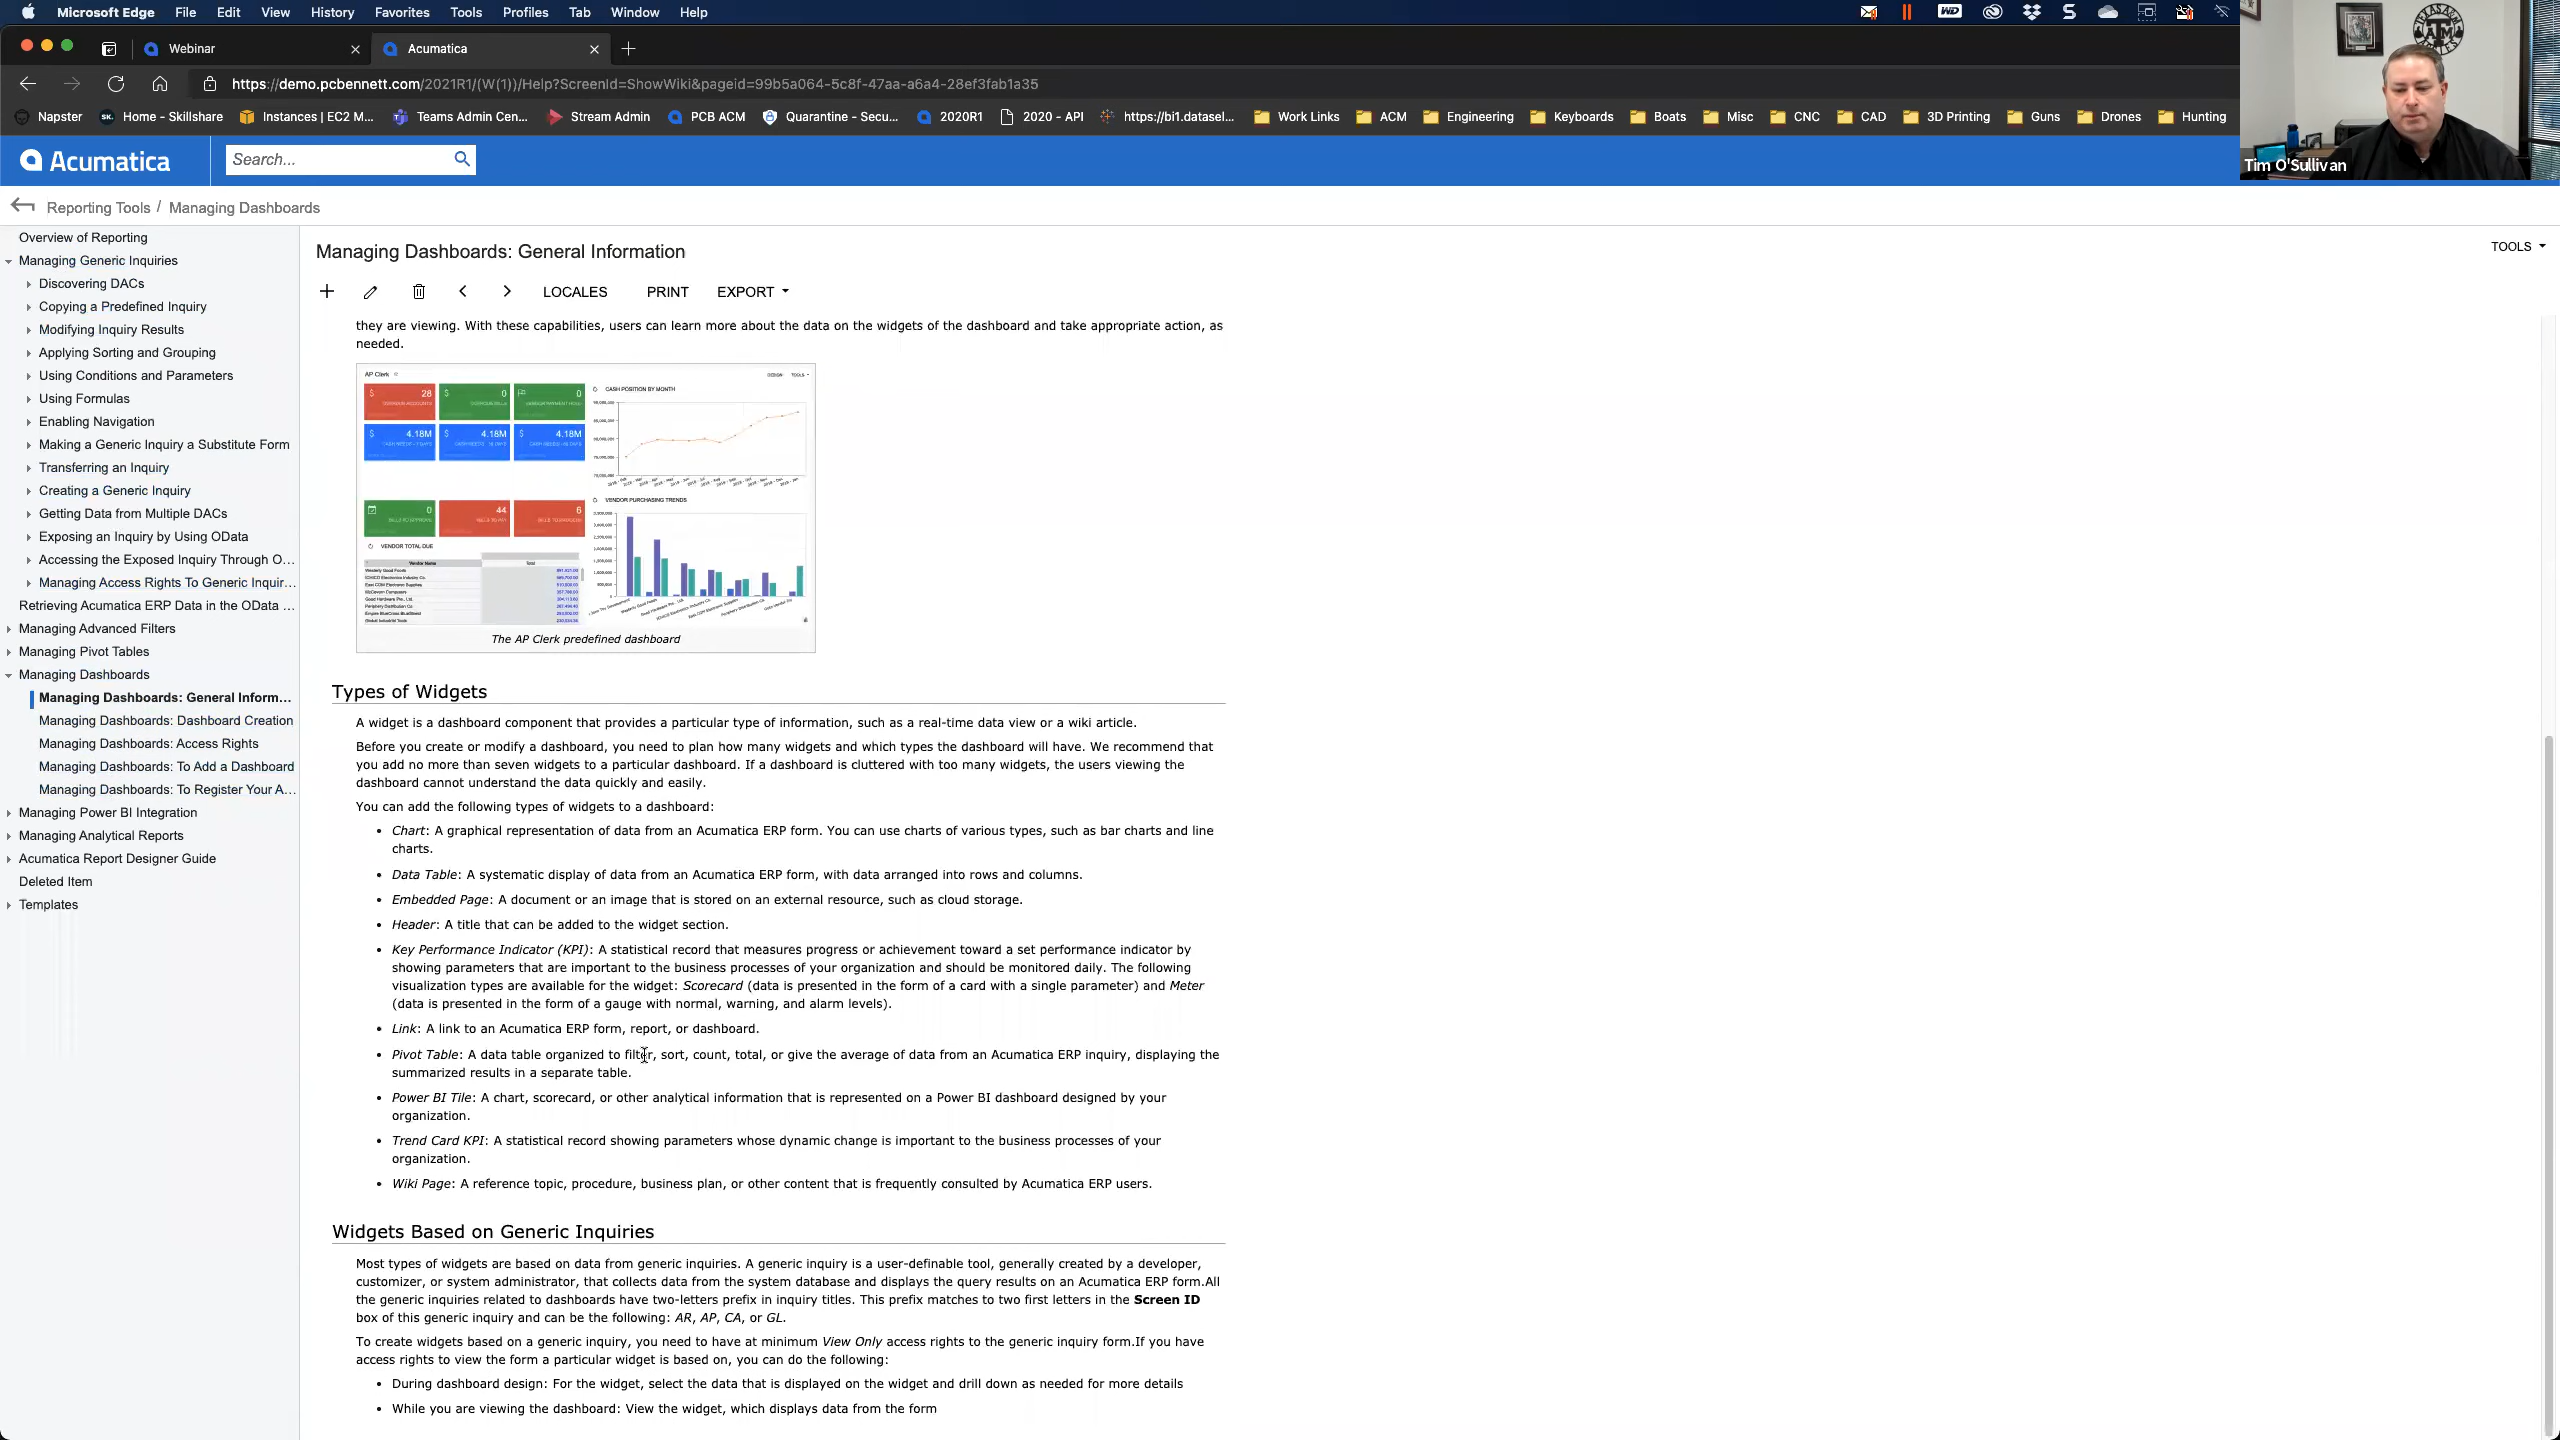 Microsoft Edge File Edit View History Favorites Tools Profiles Tab Window Help
Webinar
Acumatica
https://demo.pcbennett.com/2021R1/(W(1))/Help?ScreenId=ShowWiki&pageid=99b5a064-5c8f-47aa-a6a4-28ef3fab1a35
Napster Home - Skillshare Instances | EC2 M... Teams Admin Cen... Stream Admin PCB ACM Quarantine - Secu... 2020R1 2020 - API https://bi1.datasel... Work Links ACM Engineering Keyboards Boats Misc CNC CAD 3D Printing Guns Drones Hunting
Tim O'Sullivan
Acumatica
Search...
Reporting Tools / Managing Dashboards
Overview of Reporting
Managing Generic Inquiries
Discovering DACs
Copying a Predefined Inquiry
Modifying Inquiry Results
Applying Sorting and Grouping
Using Conditions and Parameters
Using Formulas
Enabling Navigation
Making a Generic Inquiry a Substitute Form
Transferring an Inquiry
Creating a Generic Inquiry
Getting Data from Multiple DACs
Exposing an Inquiry by Using OData
Accessing the Exposed Inquiry Through O...
Managing Access Rights To Generic Inquir...
Retrieving Acumatica ERP Data in the OData ...
Managing Advanced Filters
Managing Pivot Tables
Managing Dashboards
Managing Dashboards: General Inform...
Managing Dashboards: Dashboard Creation
Managing Dashboards: Access Rights
Managing Dashboards: To Add a Dashboard
Managing Dashboards: To Register Your A...
Managing Power BI Integration
Managing Analytical Reports
Acumatica Report Designer Guide
Deleted Item
Templates
Managing Dashboards: General Information
TOOLS
LOCALES PRINT EXPORT
they are viewing. With these capabilities, users can learn more about the data on the widgets of the dashboard and take appropriate action, as
needed.
AP Clerk
DESIGN TOOLS
28 0 0
4.18M 4.18M 4.18M
0 44 6
CASH POSITION BY MONTH
VENDOR PURCHASING TRENDS
VENDOR TOTAL DUE
Vendor Name Total
The AP Clerk predefined dashboard
Types of Widgets
A widget is a dashboard component that provides a particular type of information, such as a real-time data view or a wiki article.
Before you create or modify a dashboard, you need to plan how many widgets and which types the dashboard will have. We recommend that
you add no more than seven widgets to a particular dashboard. If a dashboard is cluttered with too many widgets, the users viewing the
dashboard cannot understand the data quickly and easily.
You can add the following types of widgets to a dashboard:
• Chart: A graphical representation of data from an Acumatica ERP form. You can use charts of various types, such as bar charts and line
charts.
• Data Table: A systematic display of data from an Acumatica ERP form, with data arranged into rows and columns.
• Embedded Page: A document or an image that is stored on an external resource, such as cloud storage.
• Header: A title that can be added to the widget section.
• Key Performance Indicator (KPI): A statistical record that measures progress or achievement toward a set performance indicator by
showing parameters that are important to the business processes of your organization and should be monitored daily. The following
visualization types are available for the widget: Scorecard (data is presented in the form of a card with a single parameter) and Meter
(data is presented in the form of a gauge with normal, warning, and alarm levels).
• Link: A link to an Acumatica ERP form, report, or dashboard.
• Pivot Table: A data table organized to filter, sort, count, total, or give the average of data from an Acumatica ERP inquiry, displaying the
summarized results in a separate table.
• Power BI Tile: A chart, scorecard, or other analytical information that is represented on a Power BI dashboard designed by your
organization.
• Trend Card KPI: A statistical record showing parameters whose dynamic change is important to the business processes of your
organization.
• Wiki Page: A reference topic, procedure, business plan, or other content that is frequently consulted by Acumatica ERP users.
Widgets Based on Generic Inquiries
Most types of widgets are based on data from generic inquiries. A generic inquiry is a user-definable tool, generally created by a developer,
customizer, or system administrator, that collects data from the system database and displays the query results on an Acumatica ERP form.All
the generic inquiries related to dashboards have two-letters prefix in inquiry titles. This prefix matches to two first letters in the Screen ID
box of this generic inquiry and can be the following: AR, AP, CA, or GL.
To create widgets based on a generic inquiry, you need to have at minimum View Only access rights to the generic inquiry form.If you have
access rights to view the form a particular widget is based on, you can do the following:
• During dashboard design: For the widget, select the data that is displayed on the widget and drill down as needed for more details
• While you are viewing the dashboard: View the widget, which displays data from the form